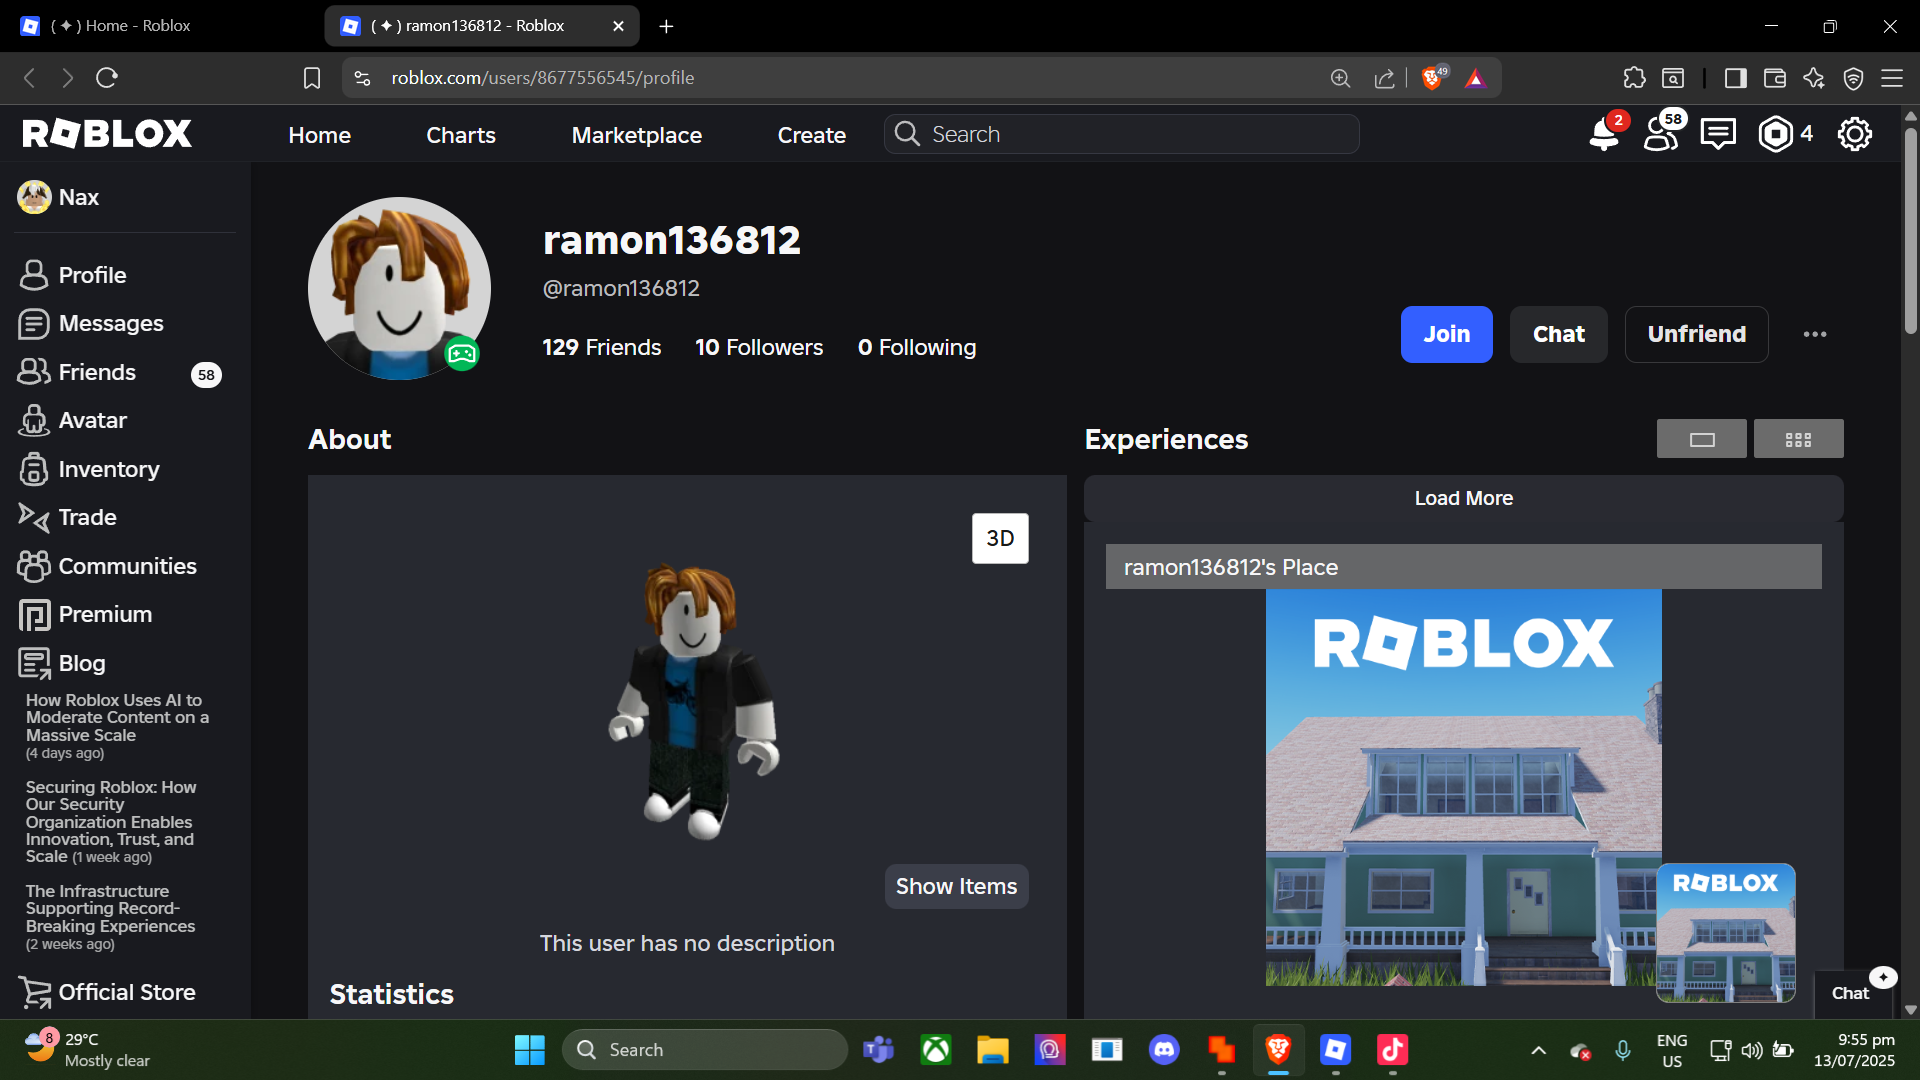 ( ✦ ) Home - Roblox
( ✦ ) ramon136812 - Roblox
roblox.com/users/8677556545/profile
49
ROBLOX
Home
Charts
Marketplace
Create
Search
2
58
4
Nax
Profile
Messages
Friends
58
Avatar
Inventory
Trade
Communities
Premium
Blog
How Roblox Uses AI to
Moderate Content on a
Massive Scale
(4 days ago)
Securing Roblox: How
Our Security
Organization Enables
Innovation, Trust, and
Scale (1 week ago)
The Infrastructure
Supporting Record-
Breaking Experiences
(2 weeks ago)
Official Store
ramon136812
@ramon136812
129 Friends
10 Followers
0 Following
Join
Chat
Unfriend
About
3D
Show Items
This user has no description
Statistics
Experiences
Load More
ramon136812's Place
ROBLOX
ROBLOX
Chat
8
29°C
Mostly clear
Search
ENG
US
9:55 pm
13/07/2025